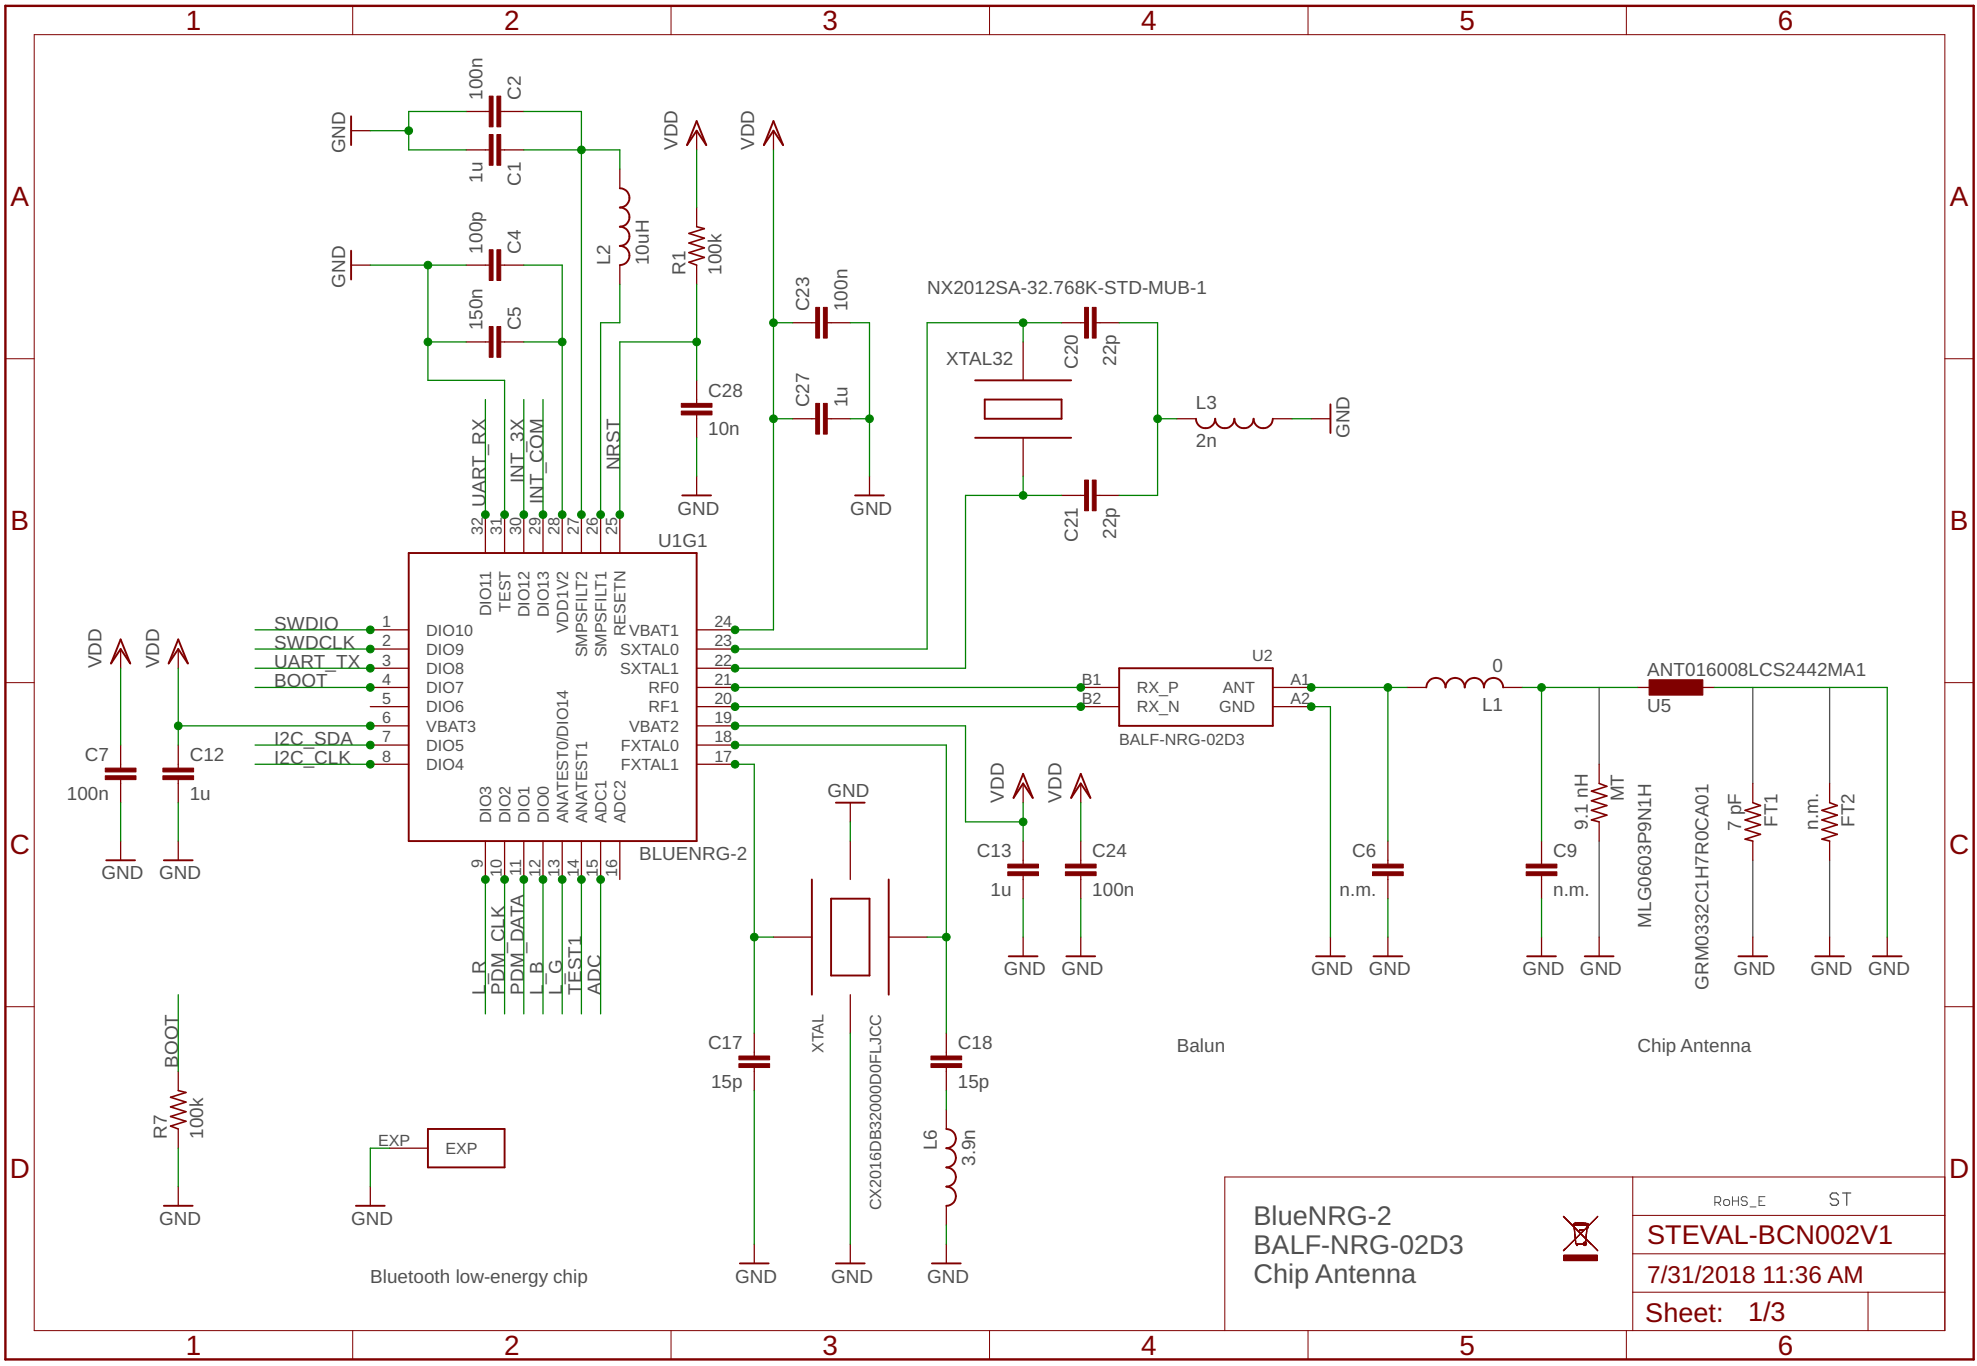 1 2 3 4 5 6
A
B
C
D
A
B
C
D
1 2 3 4 5 6
100n
C2
GND
1u
C1
100p
C4
GND
150n
C5
L2
10uH
VDD
R1
100k
VDD
C23
100n
C27
1u
C28
10n
GND
GND
NX2012SA-32.768K-STD-MUB-1
XTAL32
C20
22p
C21
22p
L3
2n
GND
UART_RX
INT_3X
INT_COM
NRST
32 31 30 29 28 27 26 25
U1G1
DIO11
TEST
DIO12
DIO13
VDD1V2
SMPSFILT2
SMPSFILT1
RESETN
SWDIO 1 DIO10
SWDCLK 2 DIO9
UART_TX 3 DIO8
BOOT 4 DIO7
5 DIO6
6 VBAT3
I2C_SDA 7 DIO5
I2C_CLK 8 DIO4
VBAT1 24
SXTAL0 23
SXTAL1 22
RF0 21
RF1 20
VBAT2 19
FXTAL0 18
FXTAL1 17
DIO3
DIO2
DIO1
DIO0
ANATEST0/DIO14
ANATEST1
ADC1
ADC2
BLUENRG-2
9 10 11 12 13 14 15 16
L_R
PDM_CLK
PDM_DATA
L_B
L_G
TEST1
ADC
VDD
VDD
C7
100n
C12
1u
GND
GND
U2
B1 RX_P ANT A1
B2 RX_N GND A2
BALF-NRG-02D3
0
L1
ANT016008LCS2442MA1
U5
VDD
VDD
C13
1u
C24
100n
GND
GND
C6
n.m.
GND
GND
C9
n.m.
9.1 nH
MT
MLG0603P9N1H
GND
GND
GRM0332C1H7R0CA01
7 pF
FT1
n.m.
FT2
GND
GND
GND
GND
C17
15p
XTAL
CX2016DB32000D0FLJCC
C18
15p
L6
3.9n
GND
GND
GND
BOOT
R7
100k
GND
EXP
EXP
GND
Bluetooth low-energy chip
Balun
Chip Antenna
BlueNRG-2
BALF-NRG-02D3
Chip Antenna
RoHS_E ST
STEVAL-BCN002V1
7/31/2018 11:36 AM
Sheet: 1/3